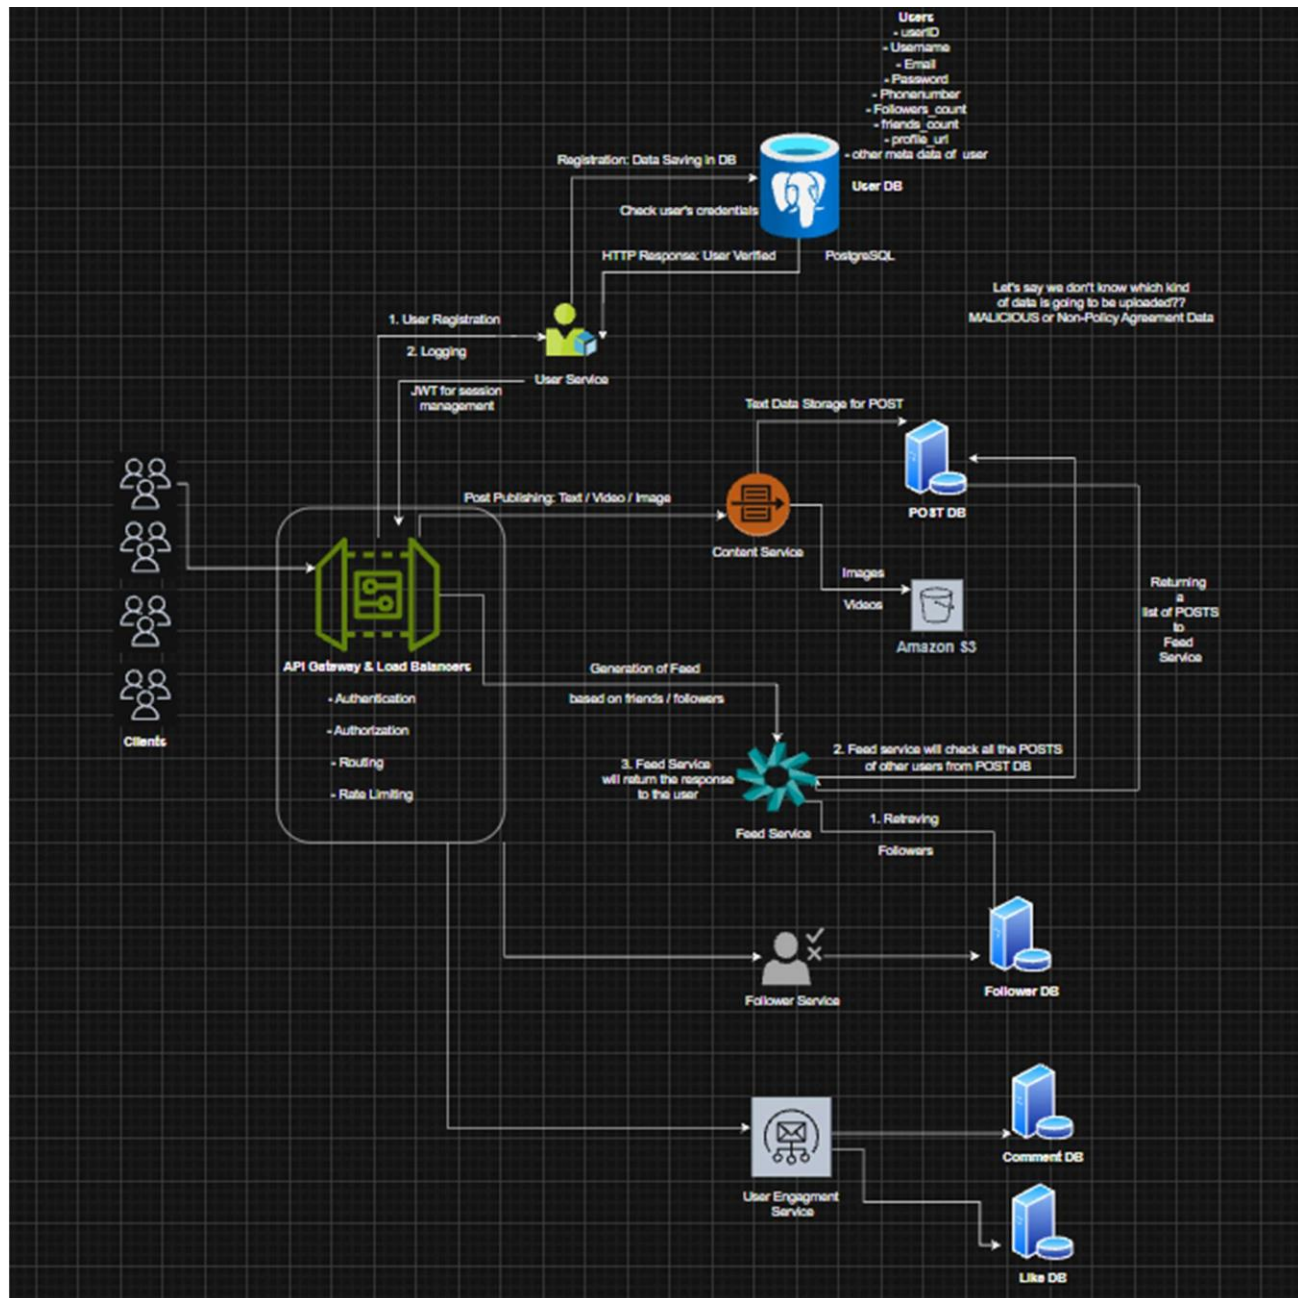 Users
- userID
- Username
- Email
- Password
- Phonenumber
- Followers_count
- friends_count
- profile_url
- other meta data of user
Registration: Data Saving in DB
User DB
Check user's credentials
HTTP Response: User Verified
PostgreSQL
Let's say we don't know which kind
of data is going to be uploaded??
MALICIOUS or Non-Policy Agreement Data
1. User Registration
2. Logging
User Service
JWT for session
management
Text Data Storage for POST
Post Publishing: Text / Video / Image
POST DB
Content Service
Images
Videos
Amazon S3
Returning
a
list of POSTS
to
Feed
Service
API Gateway & Load Balancers
- Authentication
- Authorization
- Routing
- Rate Limiting
Clients
Generation of Feed
based on friends / followers
2. Feed service will check all the POSTS
of other users from POST DB
3. Feed Service
will return the response
to the user
Feed Service
1. Retreving
Followers
Follower Service
Follower DB
User Engagment
Service
Comment DB
Like DB